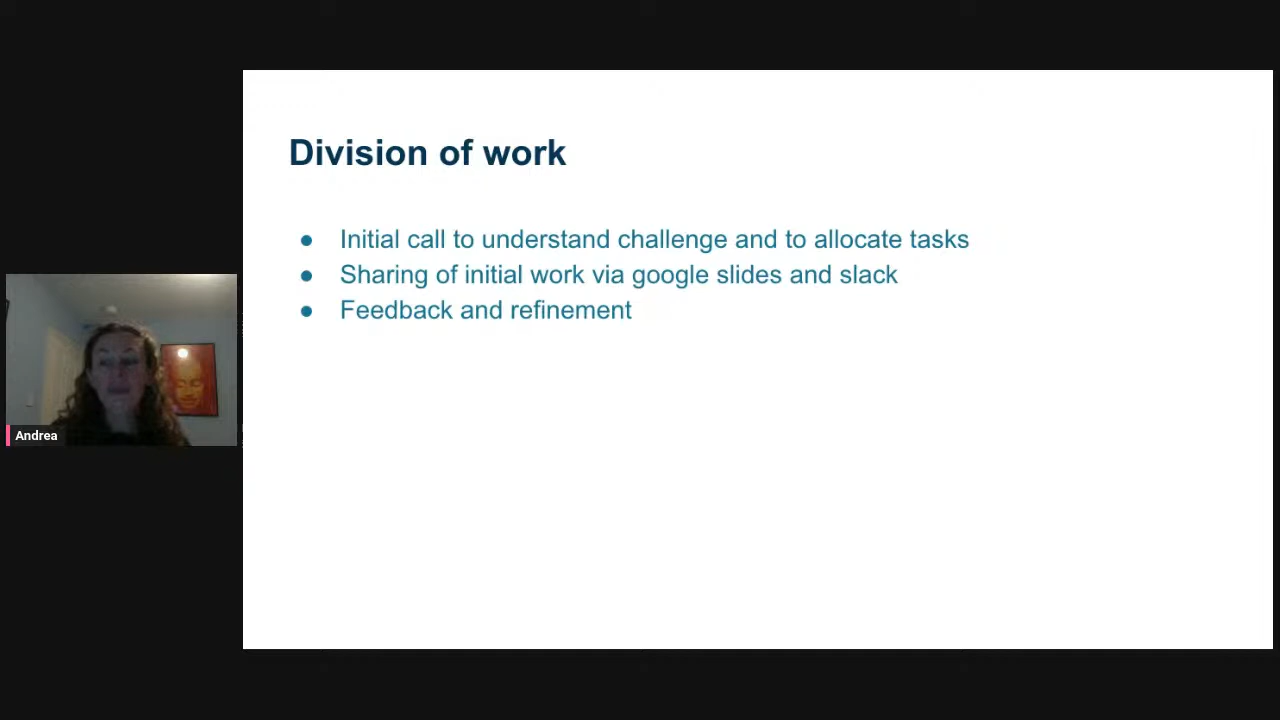 Division of work
● Initial call to understand challenge and to allocate tasks
● Sharing of initial work via google slides and slack
● Feedback and refinement
Andrea